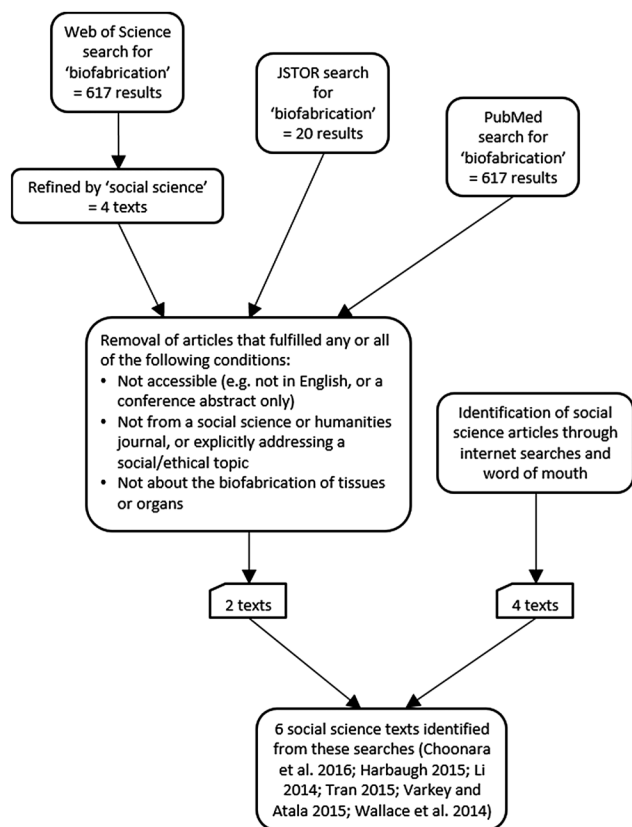 Web of Science
search for
‘biofabrication’
= 617 results
JSTOR search
for
‘biofabrication’
= 20 results
PubMed
search for
‘biofabrication’
= 617 results
Refined by ‘social science’
= 4 texts
Removal of articles that fulfilled any or all
of the following conditions:
• Not accessible (e.g. not in English, or a
conference abstract only)
• Not from a social science or humanities
journal, or explicitly addressing a
social/ethical topic
• Not about the biofabrication of tissues
or organs
Identification of social
science articles through
internet searches and
word of mouth
2 texts
4 texts
6 social science texts identified
from these searches (Choonara
et al. 2016; Harbaugh 2015; Li
2014; Tran 2015; Varkey and
Atala 2015; Wallace et al. 2014)